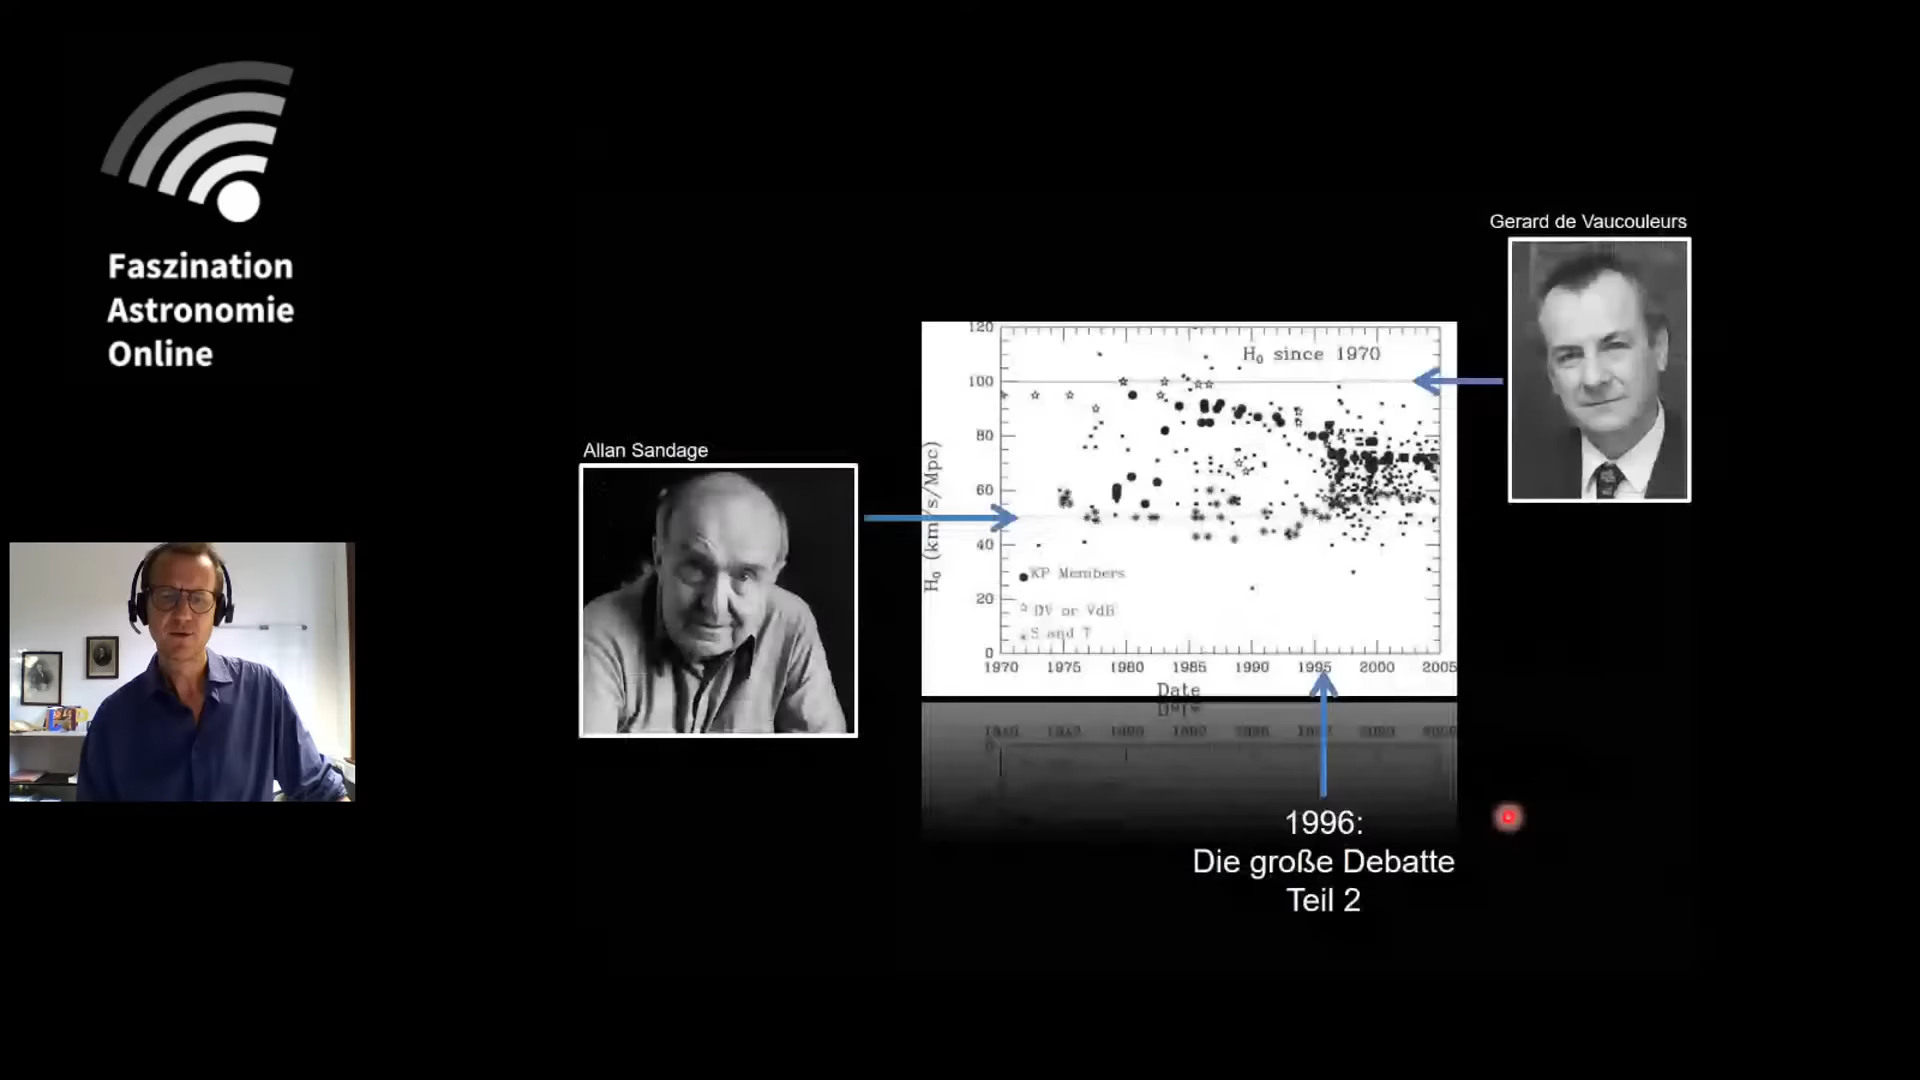 Faszination
Astronomie
Online
Gerard de Vaucouleurs
Allan Sandage
H₀ since 1970
120
100
80
60
40
20
0
H₀ (km/s/Mpc)
KP Members
DV or VdB
S and T
1970 1975 1980 1985 1990 1995 2000 2005
Date
1996:
Die große Debatte
Teil 2